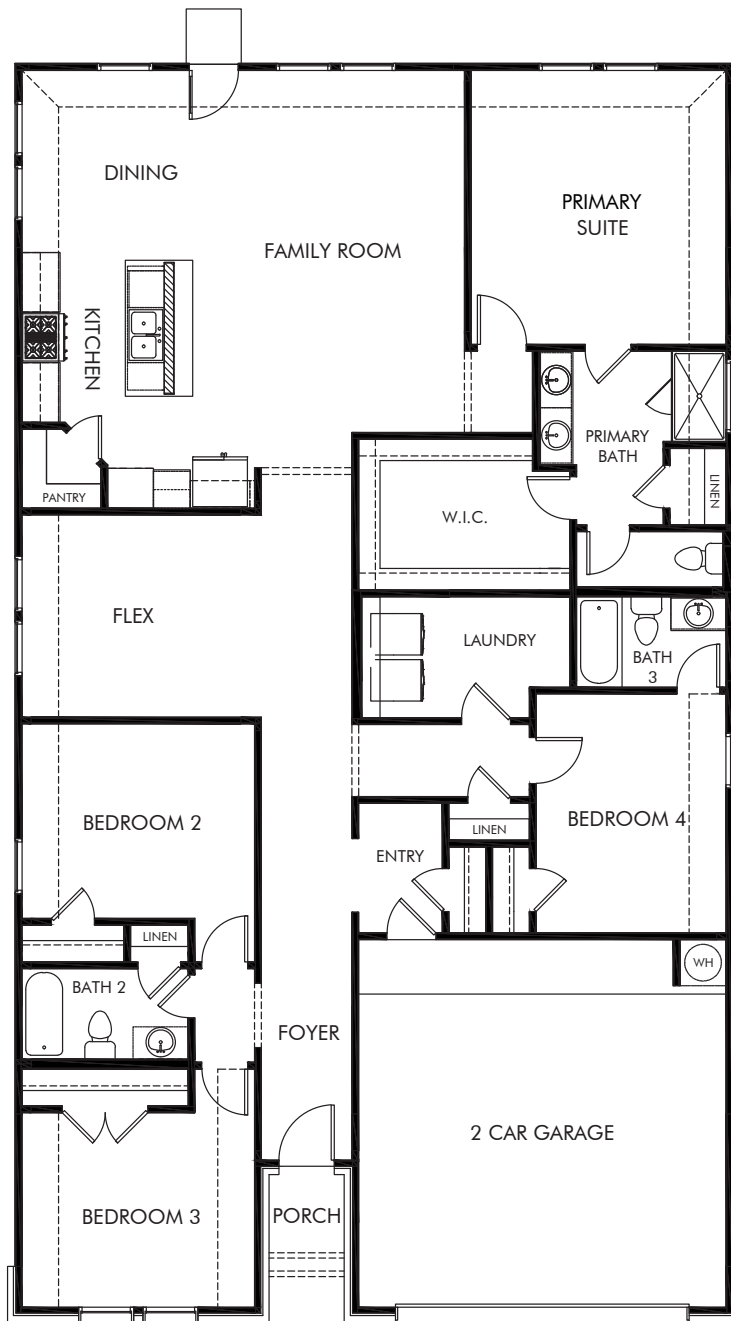 DINING
PRIMARY
SUITE
FAMILY ROOM
KITCHEN
PRIMARY
BATH
LINEN
PANTRY
W.I.C.
FLEX
LAUNDRY
BATH
3
BEDROOM 2
BEDROOM 4
LINEN
ENTRY
LINEN
WH
BATH 2
FOYER
2 CAR GARAGE
BEDROOM 3
PORCH